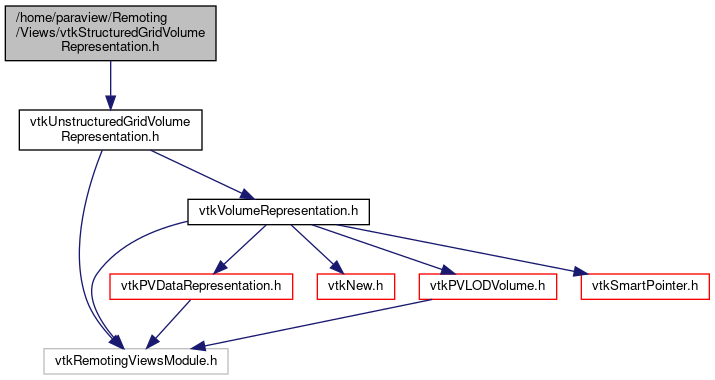 /home/paraview/Remoting
/Views/vtkStructuredGridVolume
Representation.h
vtkUnstructuredGridVolume
Representation.h
vtkVolumeRepresentation.h
vtkPVDataRepresentation.h
vtkNew.h
vtkPVLODVolume.h
vtkSmartPointer.h
vtkRemotingViewsModule.h